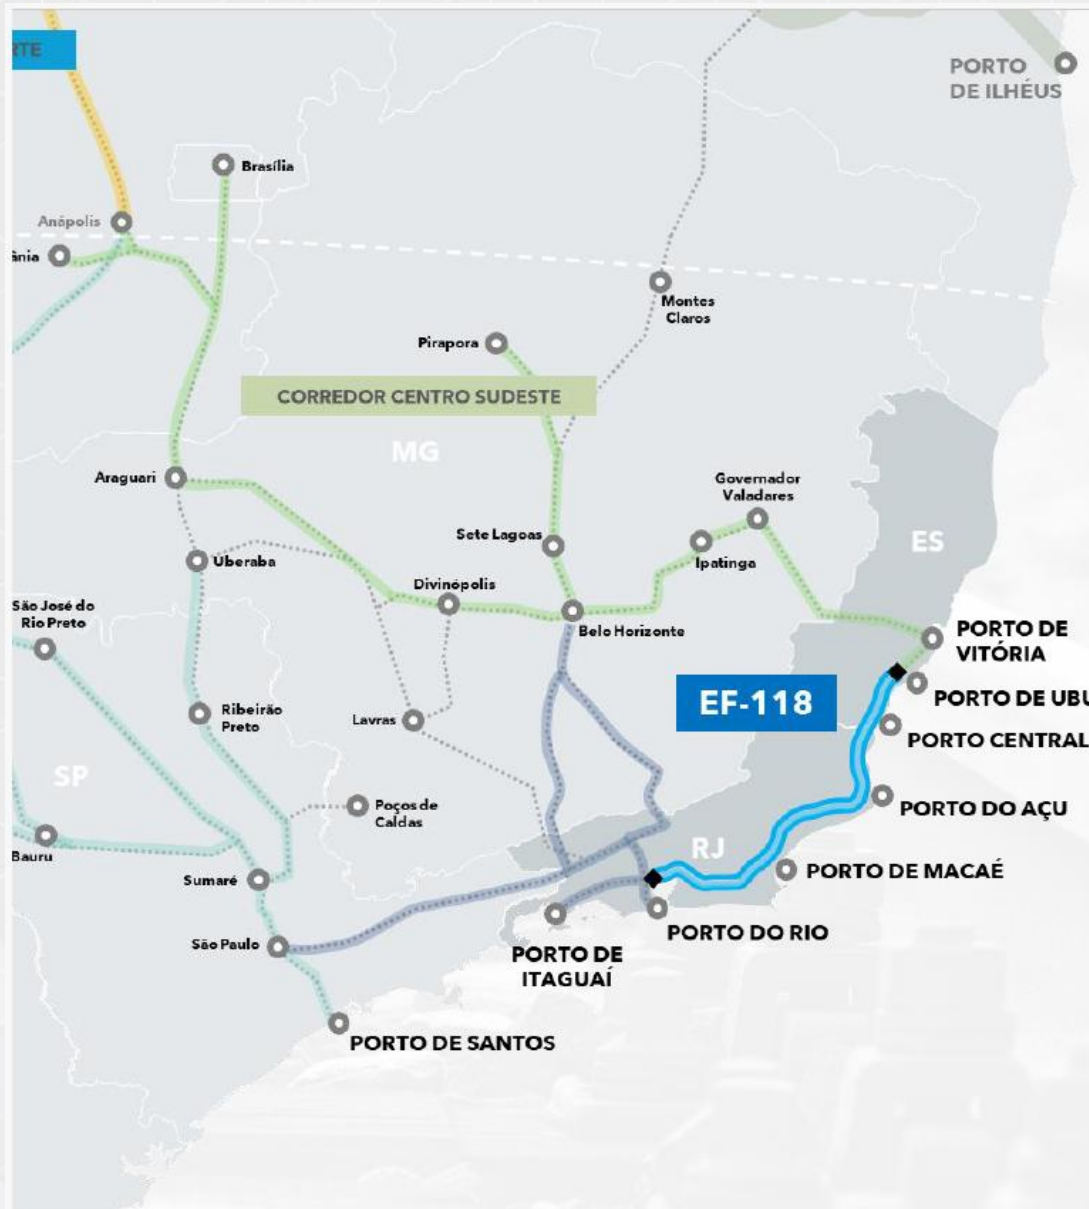 RTE
PORTO
DE ILHÉUS
Brasília
Anápolis
ânia
Montes
Claros
Pirapora
CORREDOR CENTRO SUDESTE
MG
Araguari
Governador
Valadares
Sete Lagoas
ES
Ipatinga
Uberaba
Divinópolis
São José do
Rio Preto
Belo Horizonte
PORTO DE
VITÓRIA
EF-118
PORTO DE UBU
Ribeirão
Preto
Lavras
PORTO CENTRAL
SP
Poços de
Caldas
PORTO DO AÇU
RJ
Bauru
Sumaré
PORTO DE MACAÉ
São Paulo
PORTO DO RIO
PORTO DE
ITAGUAÍ
PORTO DE SANTOS